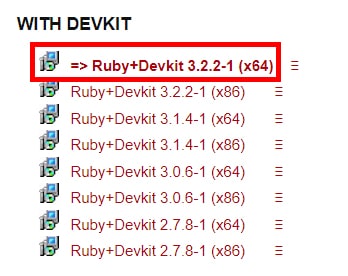 WITH DEVKIT
=> Ruby+Devkit 3.2.2-1 (x64)
Ruby+Devkit 3.2.2-1 (x86)
Ruby+Devkit 3.1.4-1 (x64)
Ruby+Devkit 3.1.4-1 (x86)
Ruby+Devkit 3.0.6-1 (x64)
Ruby+Devkit 3.0.6-1 (x86)
Ruby+Devkit 2.7.8-1 (x64)
Ruby+Devkit 2.7.8-1 (x86)